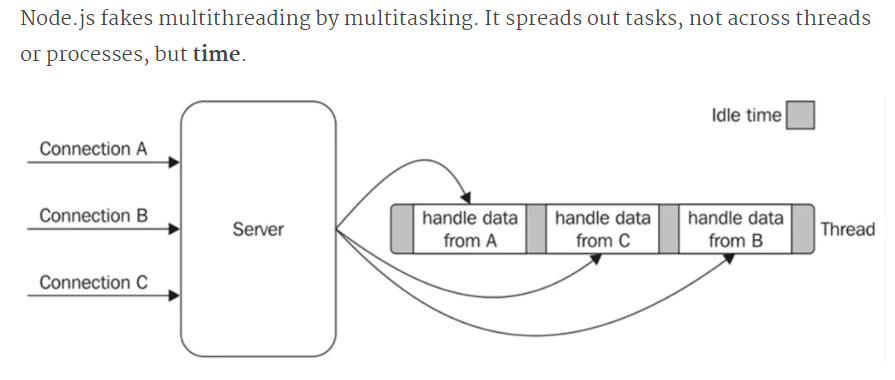 Node.js fakes multithreading by multitasking. It spreads out tasks, not across threads
or processes, but time.
Idle time
Connection A
Connection B
Connection C
Server
handle data
from A
handle data
from C
handle data
from B
Thread